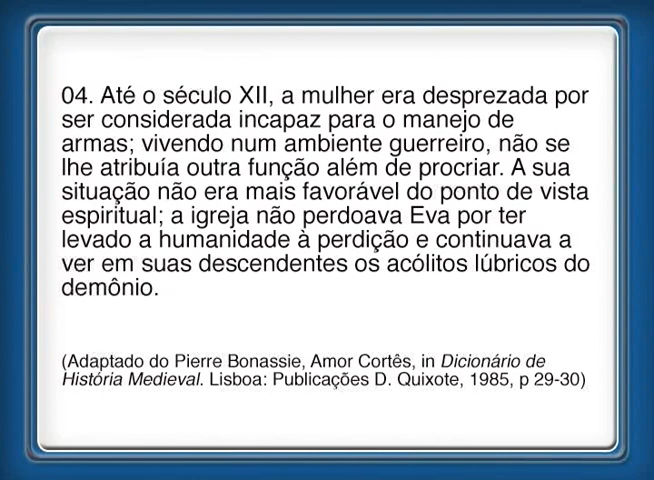 04. Até o século XII, a mulher era desprezada por
ser considerada incapaz para o manejo de
armas; vivendo num ambiente guerreiro, não se
lhe atribuía outra função além de procriar. A sua
situação não era mais favorável do ponto de vista
espiritual; a igreja não perdoava Eva por ter
levado a humanidade à perdição e continuava a
ver em suas descendentes os acólitos lúbricos do
demônio.
(Adaptado do Pierre Bonassie, Amor Cortês, in Dicionário de
História Medieval. Lisboa: Publicações D. Quixote, 1985, p 29-30)